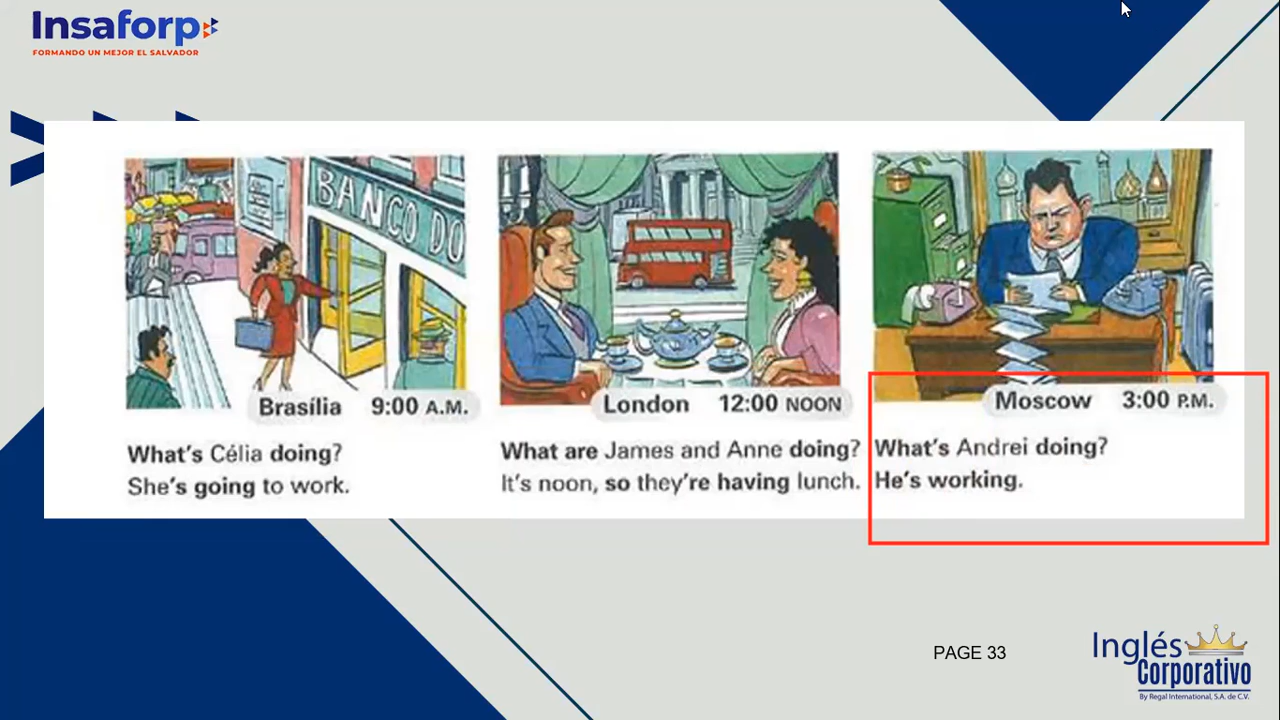 Insaforp
FORMANDO UN MEJOR EL SALVADOR
BANCO DO
Brasília 9:00 A.M.
What's Célia doing?
She's going to work.
London 12:00 NOON
What are James and Anne doing?
It's noon, so they're having lunch.
Moscow 3:00 P.M.
What's Andrei doing?
He's working.
PAGE 33
Inglés
Corporativo
By Regal International, S.A. de C.V.